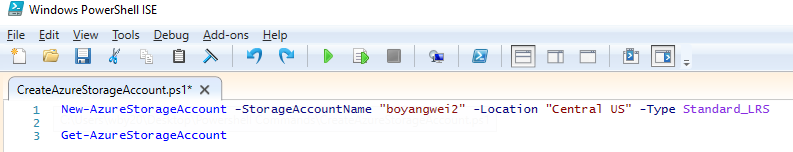 Windows PowerShell ISE
File Edit View Tools Debug Add-ons Help
CreateAzureStorageAccount.ps1*
1 New-AzureStorageAccount -StorageAccountName "boyangwei2" -Location "Central US" -Type Standard_LRS
2
3 Get-AzureStorageAccount